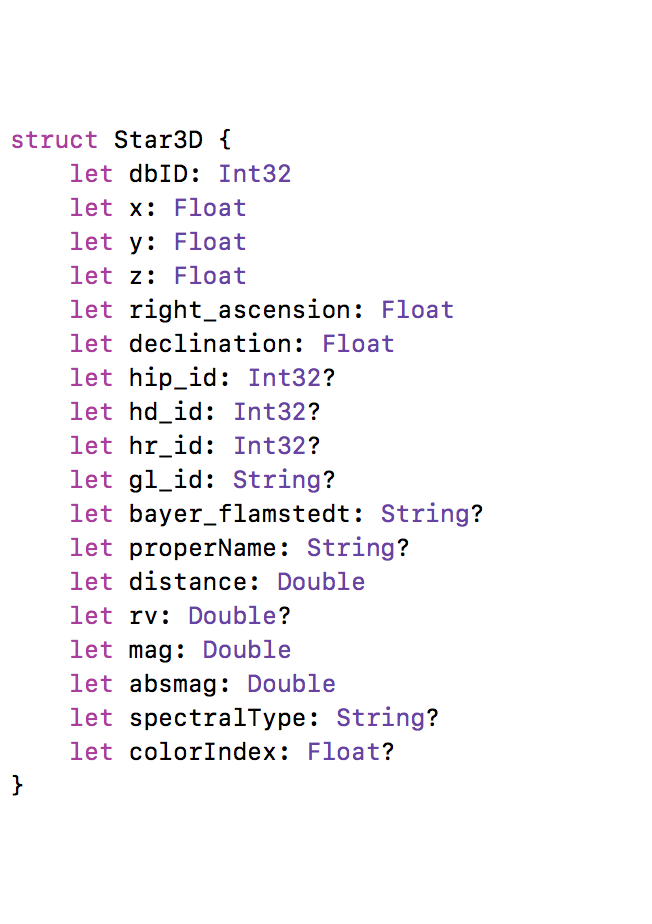 struct Star3D {
    let dbID: Int32
    let x: Float
    let y: Float
    let z: Float
    let right_ascension: Float
    let declination: Float
    let hip_id: Int32?
    let hd_id: Int32?
    let hr_id: Int32?
    let gl_id: String?
    let bayer_flamstedt: String?
    let properName: String?
    let distance: Double
    let rv: Double?
    let mag: Double
    let absmag: Double
    let spectralType: String?
    let colorIndex: Float?
}